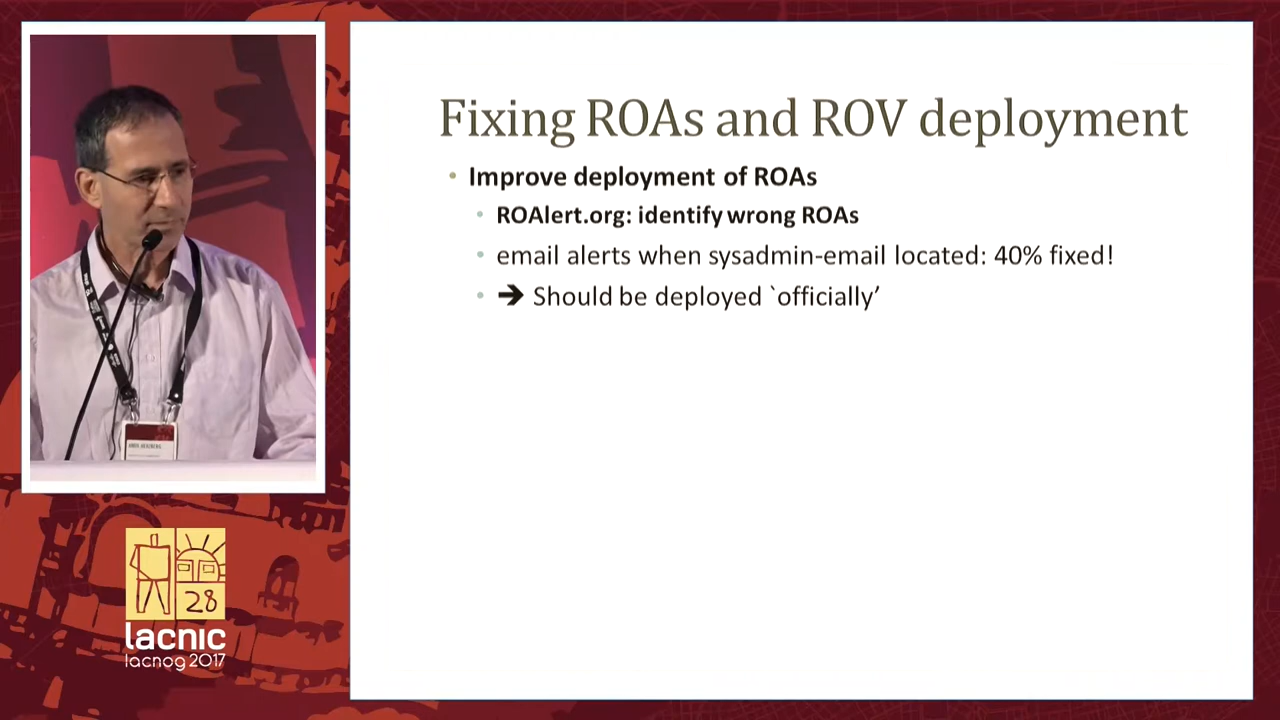 Fixing ROAs and ROV deployment
• Improve deployment of ROAs
• ROAlert.org: identify wrong ROAs
• email alerts when sysadmin-email located: 40% fixed!
• ➔ Should be deployed `officially’
28
lacnic
lacnog 2017